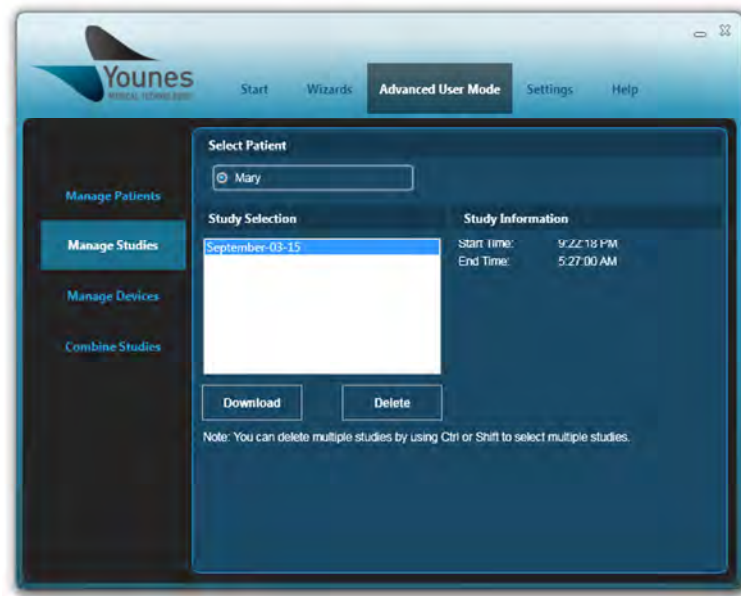 Younes
MEDICAL TECHNOLOGIES
Start Wizards Advanced User Mode Settings Help
Select Patient
Mary
Manage Patients
Study Selection Study Information
Manage Studies
September-03-15
Start Time: 9:22:18 PM
End Time: 5:27:00 AM
Manage Devices
Combine Studies
Download Delete
Note: You can delete multiple studies by using Ctrl or Shift to select multiple studies.